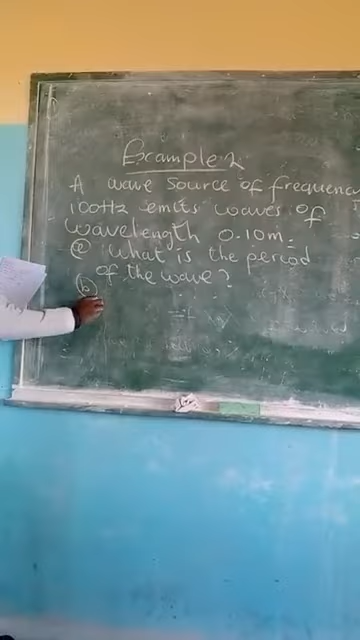 Example 2
A wave source of frequency
100Hz emits waves of
wavelength 0.10m.
(a) What is the period
of the wave?
(b)